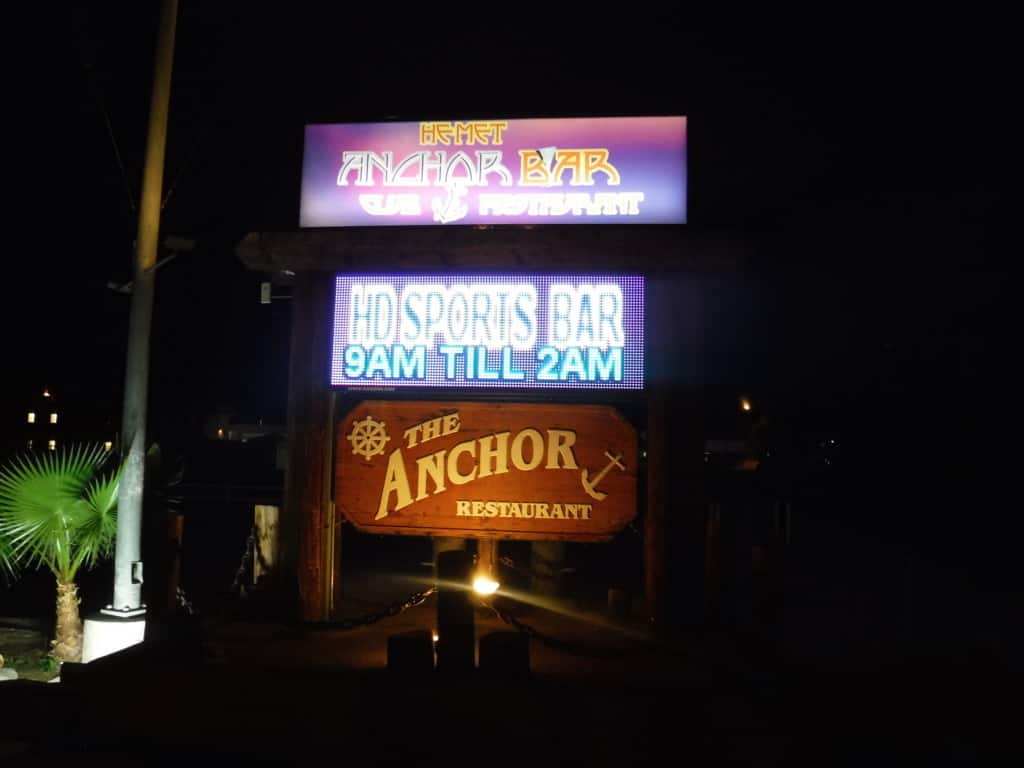 HEMET
ANCHOR BAR
CLUB RESTAURANT
HD SPORTS BAR
9AM TILL 2AM
THE
ANCHOR
RESTAURANT